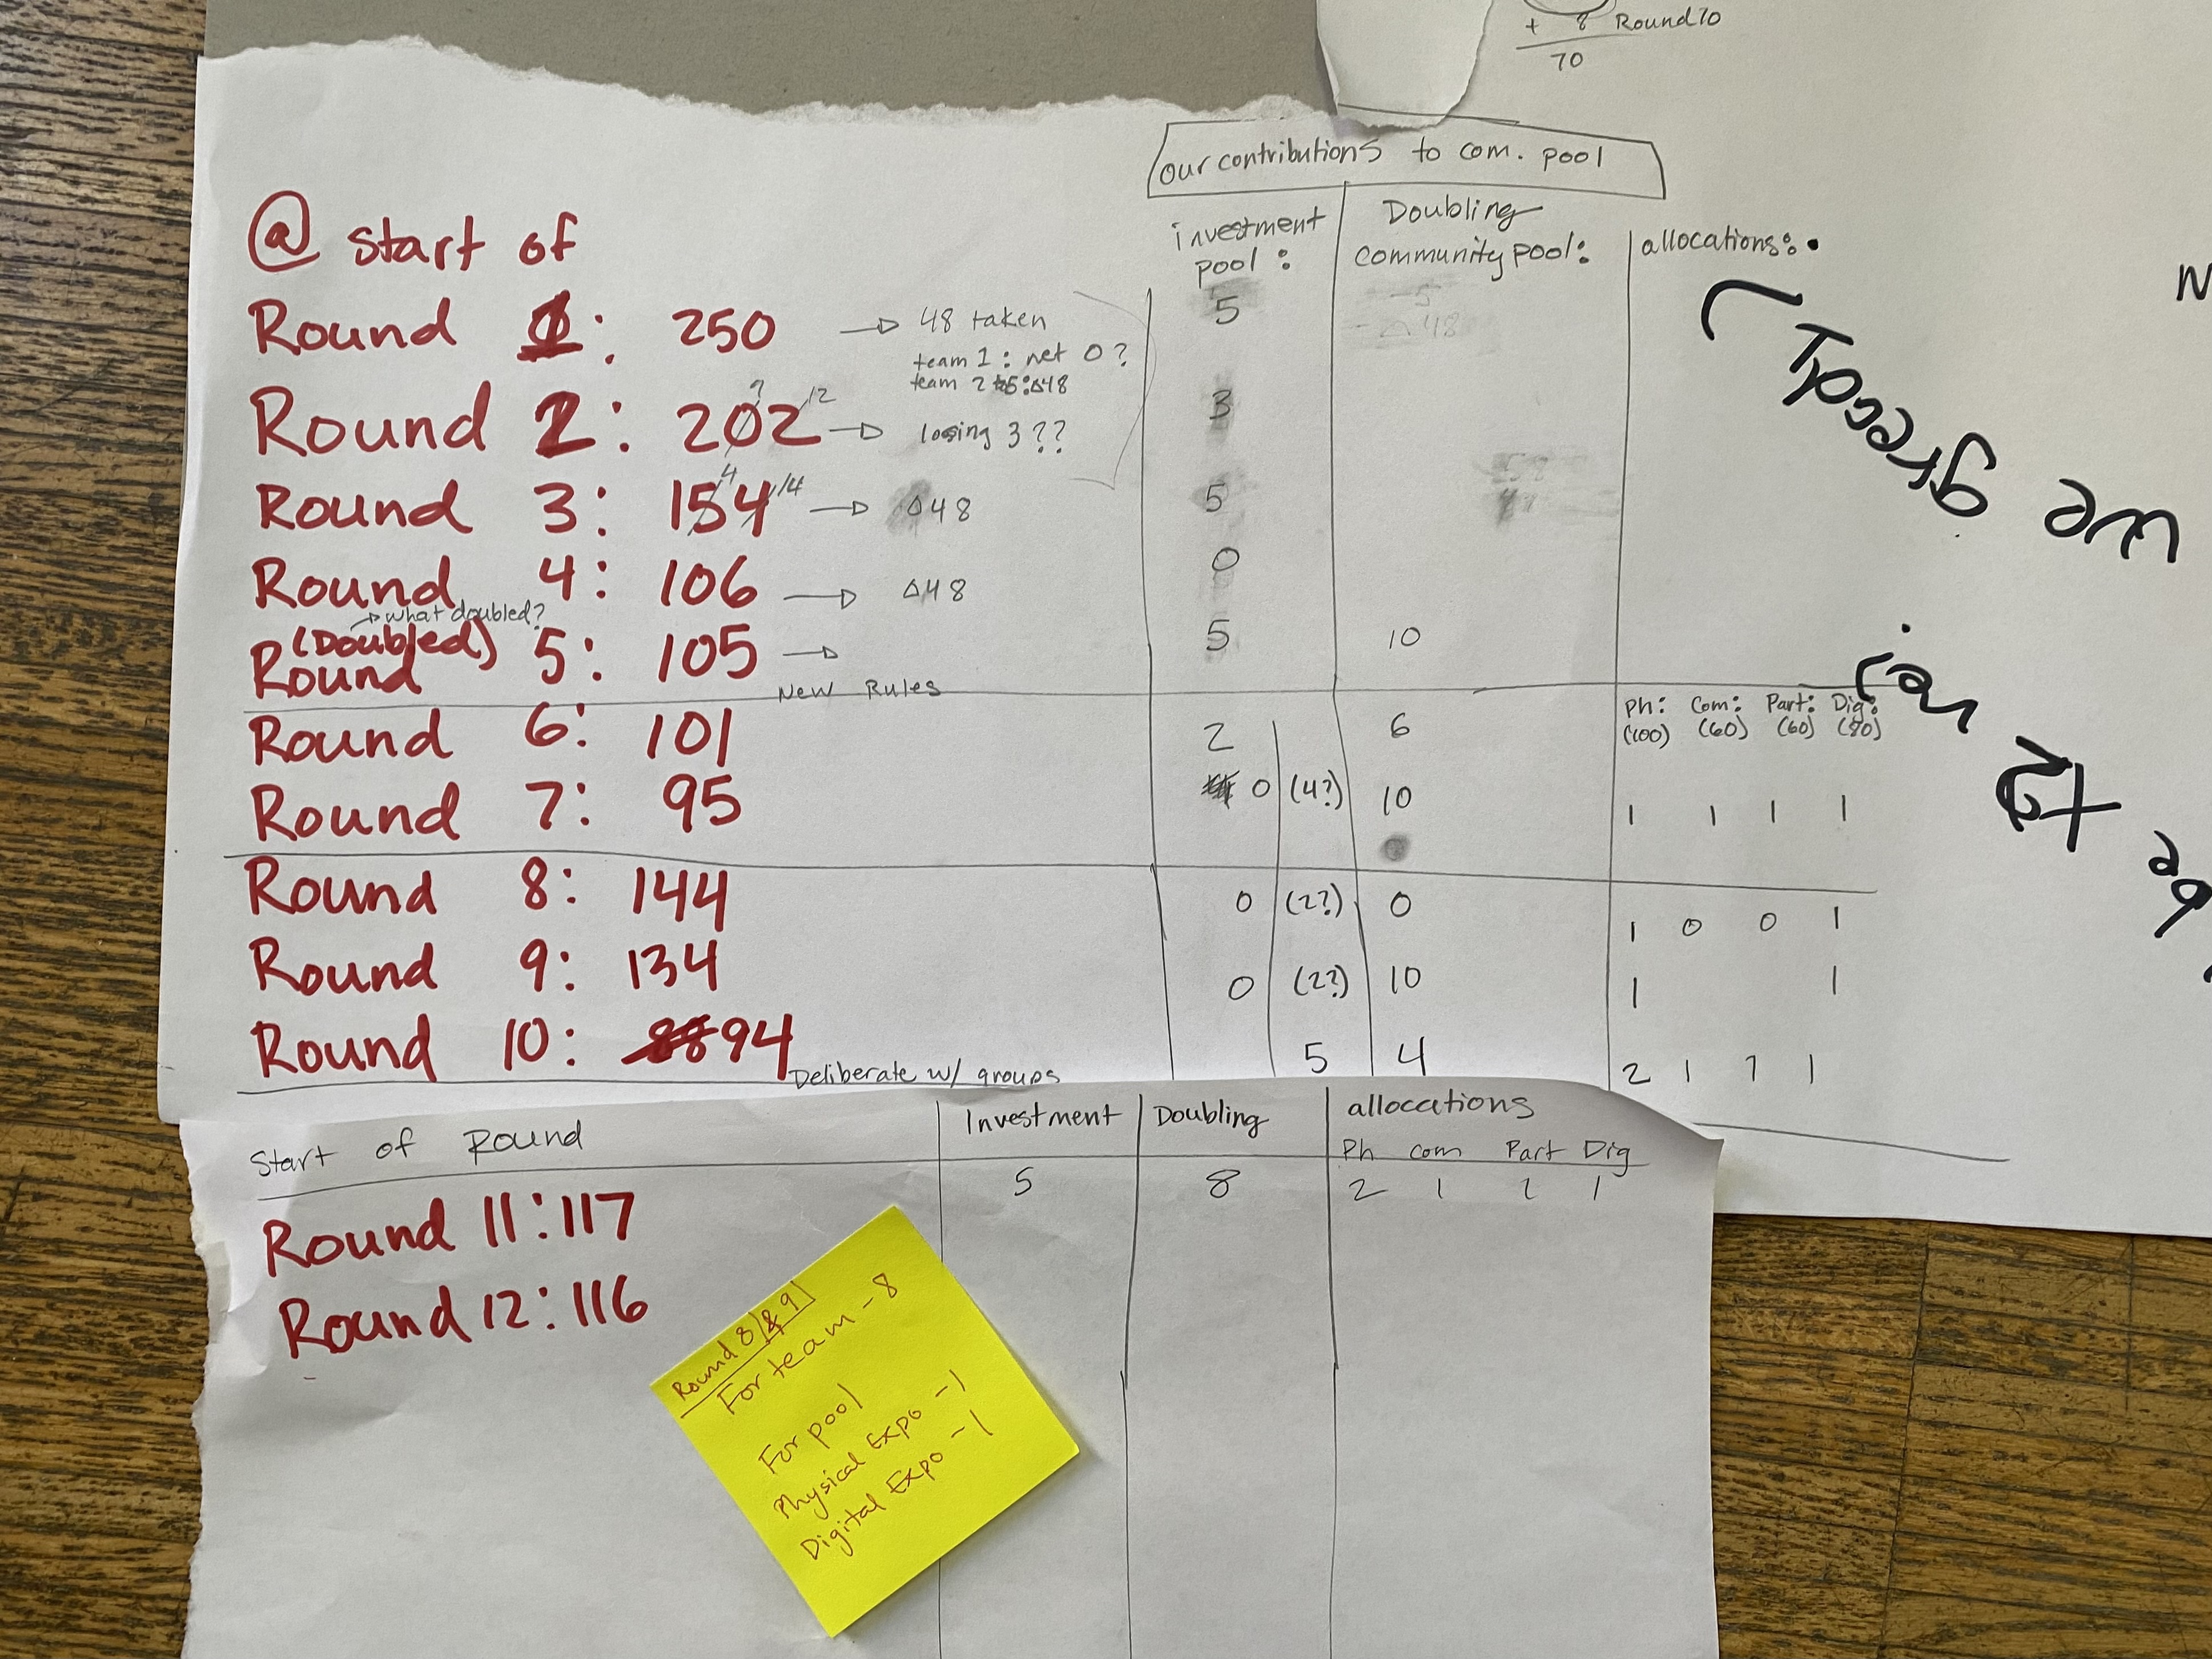 + 8 Round 10
70
our contributions to com. pool
@ start of
investment pool:
Doubling community pool:
allocations:
Round 1: 250 → 48 taken 5
team 1: net 0?
team 2 5: Δ48
Round 2: 202 → losing 3?? 3
? 12
Round 3: 154 → Δ48 5
4 14
Round 4: 106 → Δ48 0
→ what doubled?
(Doubled)
Round 5: 105 → 5 10
New Rules
Ph: Com: Part: Dig:
(100) (60) (60) (80)
Round 6: 101 2 6
Round 7: 95 0 (4?) 10 1 1 1 1
Round 8: 144 0 (2?) 0 1 0 0 1
Round 9: 134 0 (2?) 10 1 1
Round 10: 88 94 5 4 2 1 1 1
Deliberate w/ groups
Start of Round Investment Doubling allocations
Ph com Part Dig
Round 11: 117 5 8 2 1 1 1
Round 12: 116
Round 8 & 9
For team - 8
For pool
Physical Expo - 1
Digital Expo - 1
we greedy